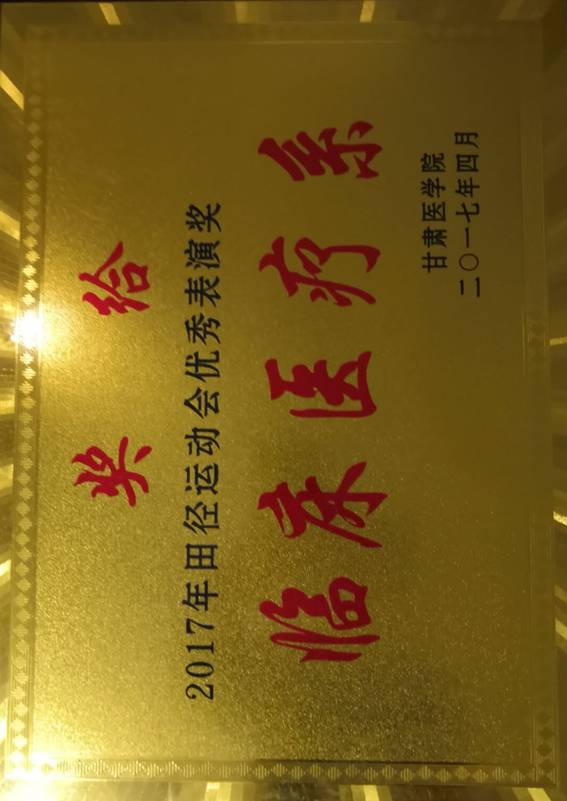 奖给
2017年田径运动会优秀表演奖
临床医疗系
甘肃医学院
二〇一七年四月